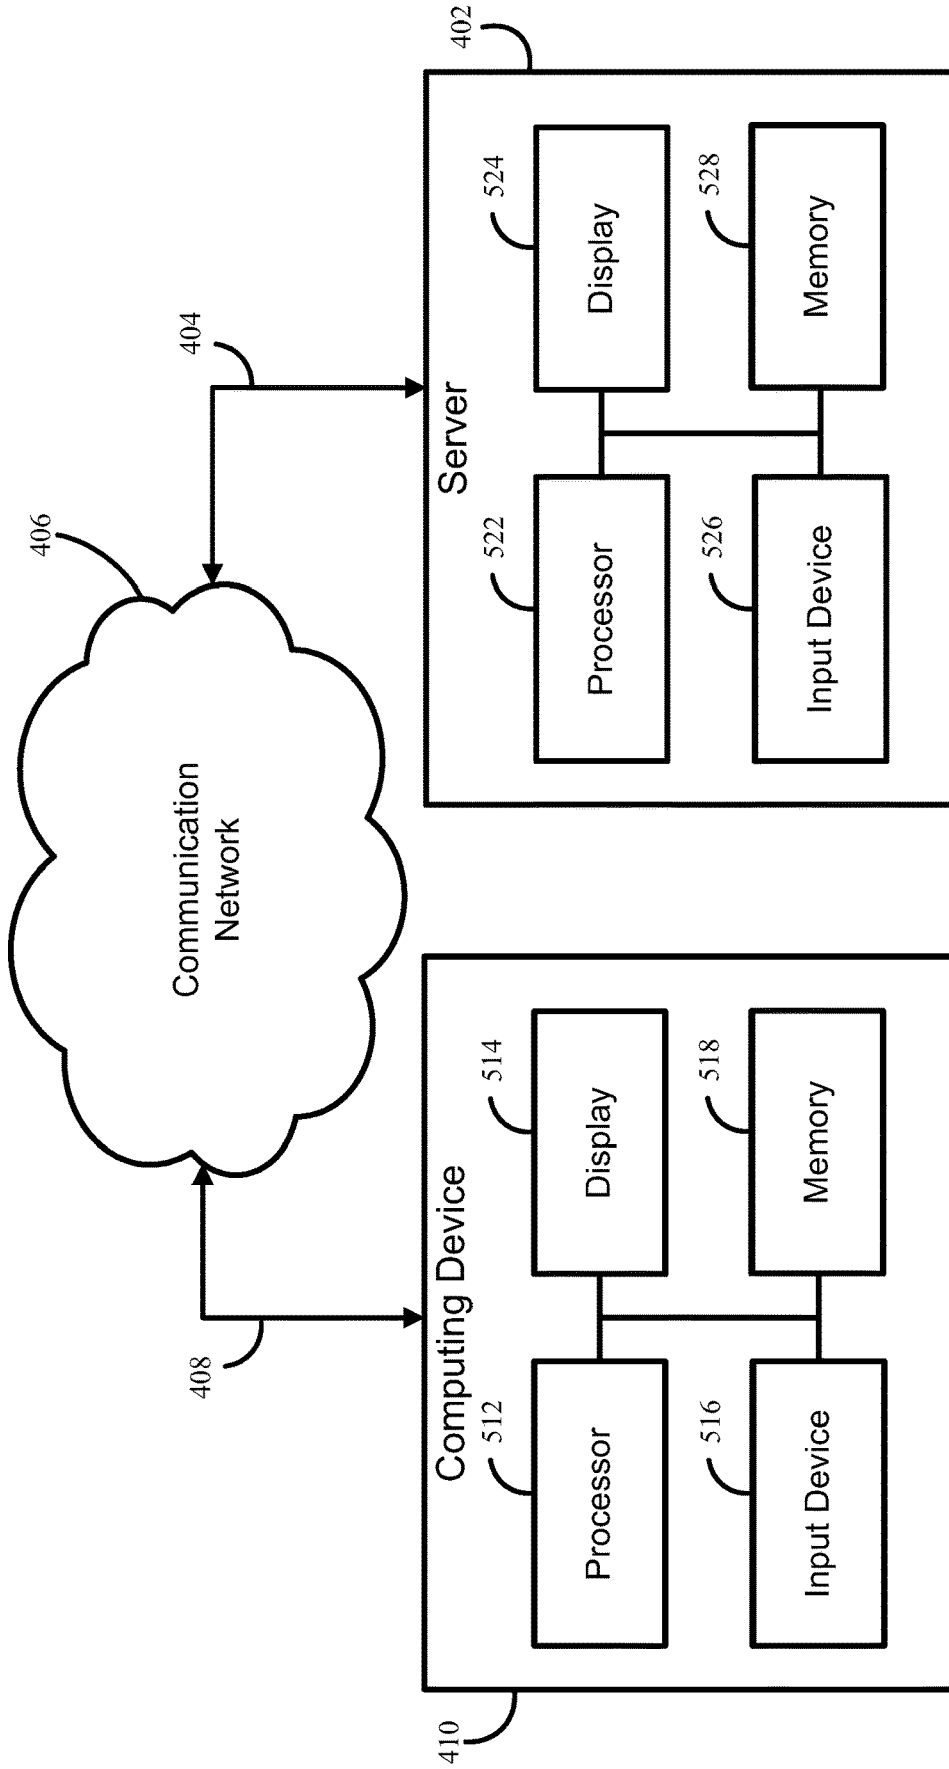 406
Communication
Network
408
404
410
Computing Device
512
Processor
514
Display
516
Input Device
518
Memory
402
Server
522
Processor
524
Display
526
Input Device
528
Memory